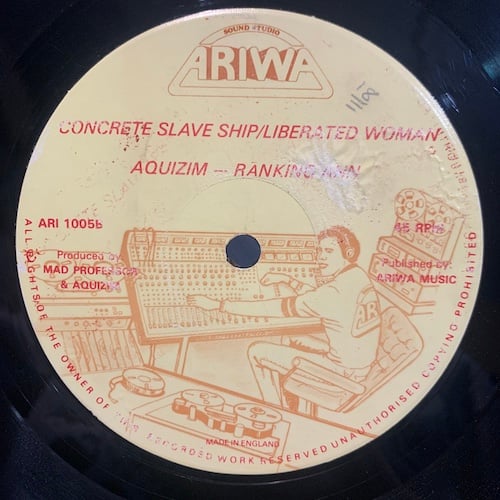 SOUND STUDIO
ARIWA
CONCRETE SLAVE SHIP/LIBERATED WOMAN
AQUIZIM — RANKING ANN
ARI 1005b
45 RPM
Produced by:
MAD PROFESSOR
& AQUIZIM
Published by:
ARIWA MUSIC
ARI
MADE IN ENGLAND
ALL RIGHTS OF THE OWNER OF THIS RECORDED WORK RESERVED UNAUTHORISED COPYING PROHIBITED